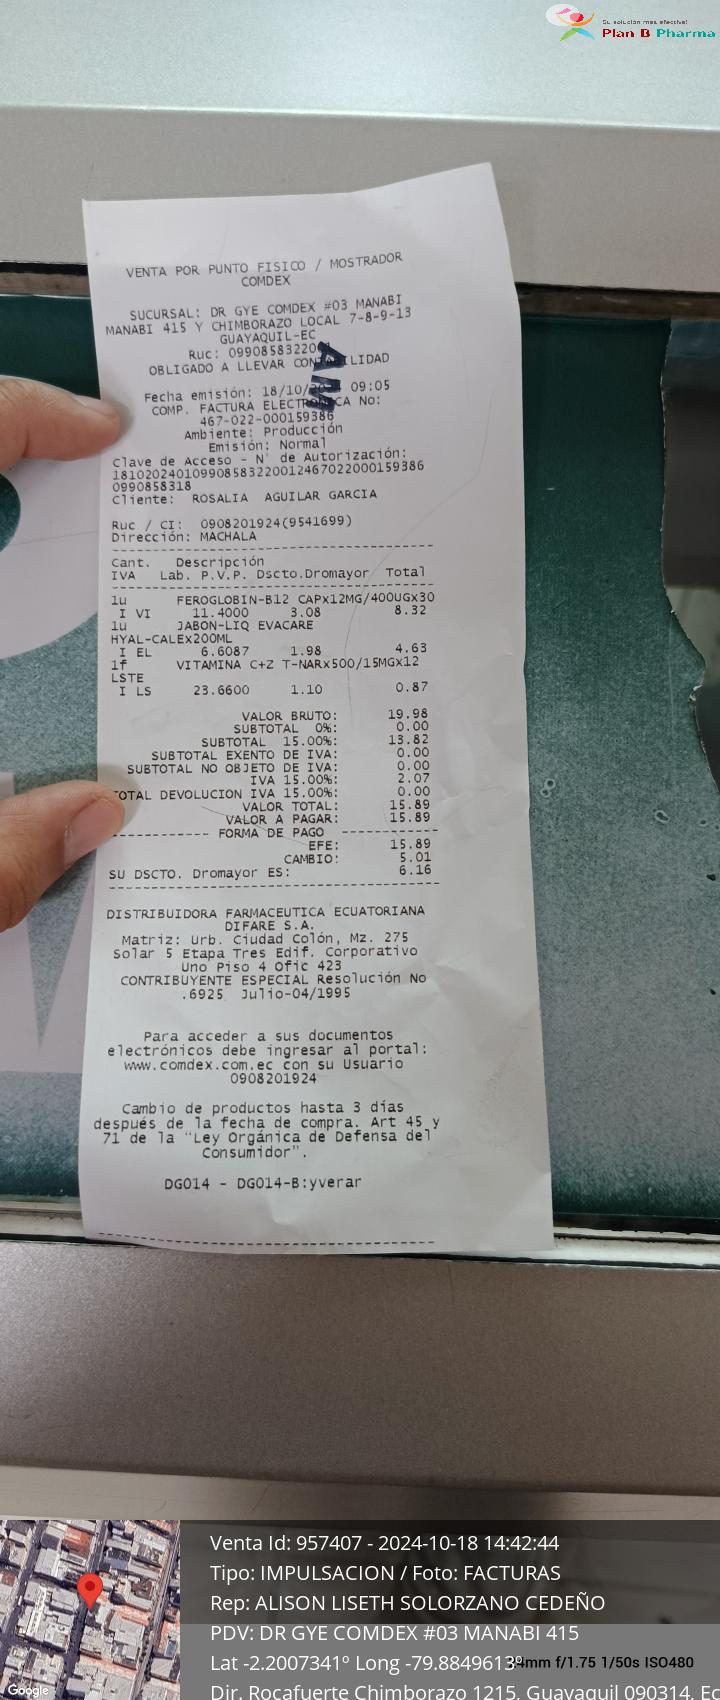 Su solución mas efectiva!
Plan B Pharma
VENTA POR PUNTO FISICO / MOSTRADOR
COMDEX
SUCURSAL: DR GYE COMDEX #03 MANABI
MANABI 415 Y CHIMBORAZO LOCAL 7-8-9-13
GUAYAQUIL-EC
Ruc: 0990858322001
OBLIGADO A LLEVAR CONTABILIDAD
AM
Fecha emisión: 18/10/2024 09:05
COMP. FACTURA ELECTRONICA No:
467-022-000159386
Ambiente: Producción
Emisión: Normal
Clave de Acceso - N° de Autorización:
181020240109908583220012467022000159386
0990858318
Cliente: ROSALIA AGUILAR GARCIA
Ruc / CI: 0908201924(9541699)
Dirección: MACHALA
Cant. Descripción
IVA Lab. P.V.P. Dscto.Dromayor Total
1u FEROGLOBIN-B12 CAPx12MG/400UGx30
I VI 11.4000 3.08 8.32
1u JABON-LIQ EVACARE
HYAL-CALEx200ML
I EL 6.6087 1.98 4.63
1f VITAMINA C+Z T-NARx500/15MGx12
LSTE
I LS 23.6600 1.10 0.87
VALOR BRUTO: 19.98
SUBTOTAL 0%: 0.00
SUBTOTAL 15.00%: 13.82
SUBTOTAL EXENTO DE IVA: 0.00
SUBTOTAL NO OBJETO DE IVA: 0.00
IVA 15.00%: 2.07
TOTAL DEVOLUCION IVA 15.00%: 0.00
VALOR TOTAL: 15.89
VALOR A PAGAR: 15.89
---------- FORMA DE PAGO ----------
EFE: 15.89
CAMBIO: 5.01
SU DSCTO. Dromayor ES: 6.16
DISTRIBUIDORA FARMACEUTICA ECUATORIANA
DIFARE S.A.
Matriz: Urb. Ciudad Colón, Mz. 275
Solar 5 Etapa Tres Edif. Corporativo
Uno Piso 4 Ofic 423
CONTRIBUYENTE ESPECIAL Resolución No
.6925 Julio-04/1995
Para acceder a sus documentos
electrónicos debe ingresar al portal:
www.comdex.com.ec con su Usuario
0908201924
Cambio de productos hasta 3 días
después de la fecha de compra. Art 45 y
71 de la "Ley Orgánica de Defensa del
Consumidor".
DG014 - DG014-B:yverar
Venta Id: 957407 - 2024-10-18 14:42:44
Tipo: IMPULSACION / Foto: FACTURAS
Rep: ALISON LISETH SOLORZANO CEDEÑO
PDV: DR GYE COMDEX #03 MANABI 415
Lat -2.2007341° Long -79.8849613°
24mm f/1.75 1/50s ISO480
Dir. Rocafuerte Chimborazo 1215, Guayaquil 090314, Ec
Google